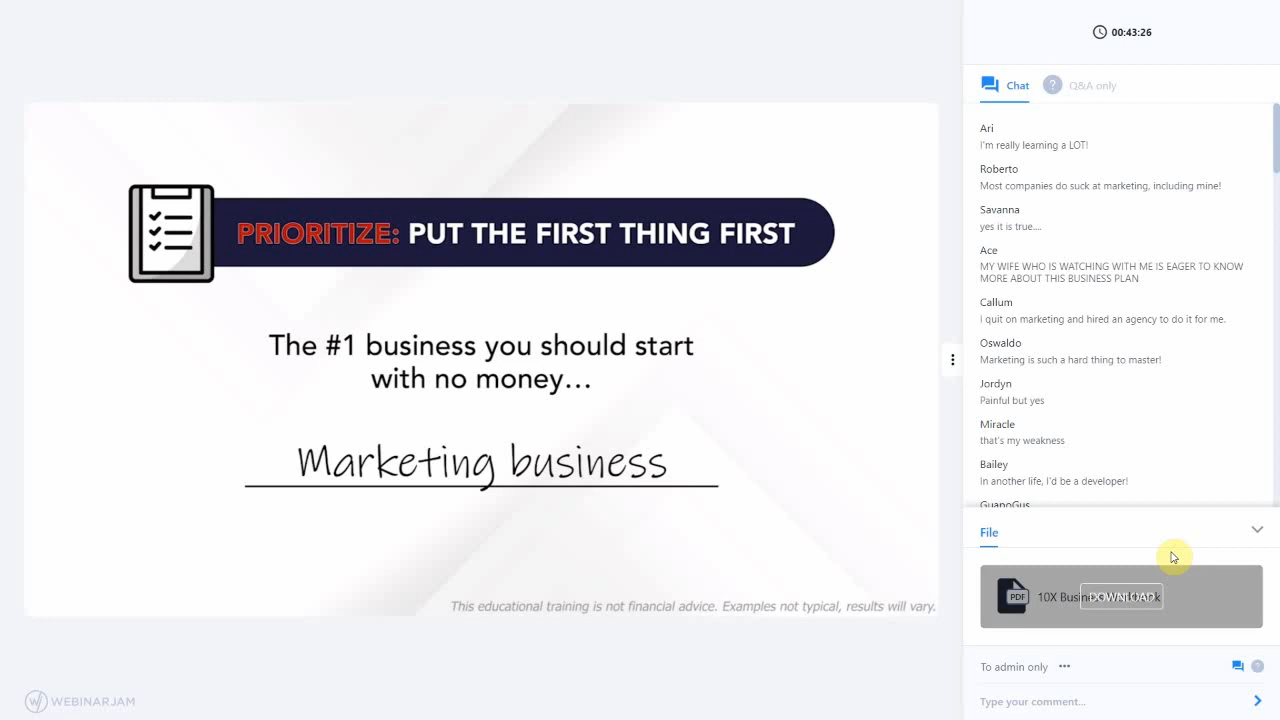 PRIORITIZE: PUT THE FIRST THING FIRST
The #1 business you should start
with no money...
Marketing business
This educational training is not financial advice. Examples not typical, results will vary.
WEBINARJAM
00:43:26
Chat
? Q&A only
Ari
I'm really learning a LOT!
Roberto
Most companies do suck at marketing, including mine!
Savanna
yes it is true....
Ace
MY WIFE WHO IS WATCHING WITH ME IS EAGER TO KNOW
MORE ABOUT THIS BUSINESS PLAN
Callum
I quit on marketing and hired an agency to do it for me.
Oswaldo
Marketing is such a hard thing to master!
Jordyn
Painful but yes
Miracle
that's my weakness
Bailey
In another life, I'd be a developer!
GuapoGus
File
PDF
10X
DOWNLOAD
To admin only
Type your comment...